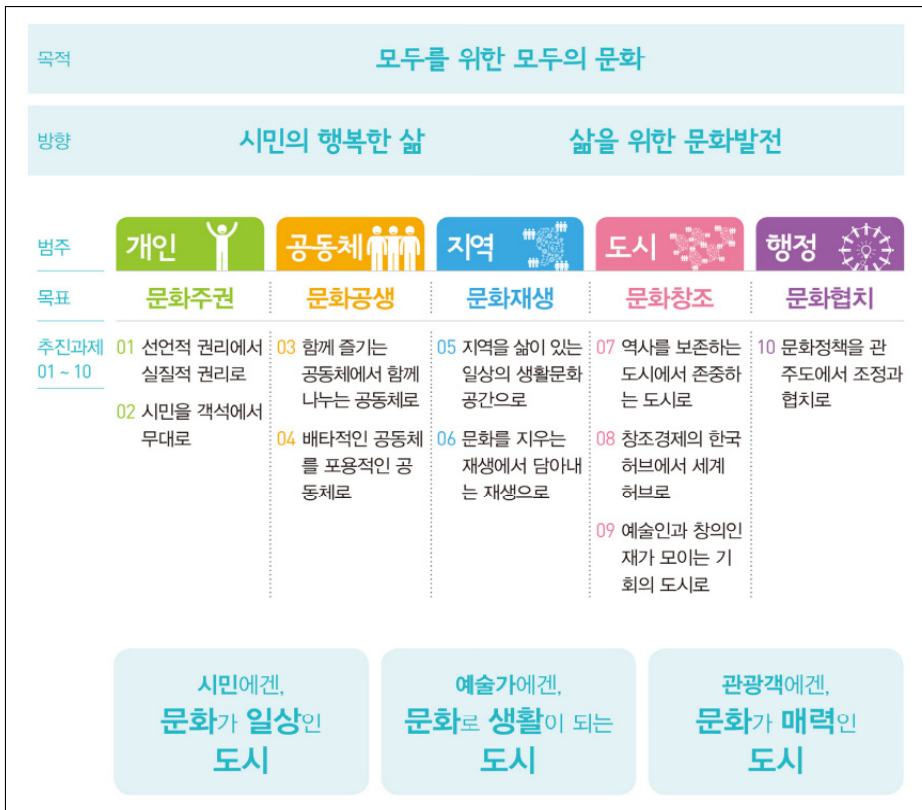 목적
모두를 위한 모두의 문화
방향
시민의 행복한 삶
삶을 위한 문화발전
범주
개인
공동체
지역
도시
행정
목표
문화주권
문화공생
문화재생
문화창조
문화협치
추진과제
01 ~ 10
01 선언적 권리에서
실질적 권리로
02 시민을 객석에서
무대로
03 함께 즐기는
공동체에서 함께
나누는 공동체로
04 배타적인 공동체
를 포용적인 공
동체로
05 지역을 삶이 있는
일상의 생활문화
공간으로
06 문화를 지우는
재생에서 담아내
는 재생으로
07 역사를 보존하는
도시에서 존중하
는 도시로
08 창조경제의 한국
허브에서 세계
허브로
09 예술인과 창의인
재가 모이는 기
회의 도시로
10 문화정책을 관
주도에서 조정과
협치로
시민에겐,
문화가 일상인
도시
예술가에겐,
문화로 생활이 되는
도시
관광객에겐,
문화가 매력인
도시